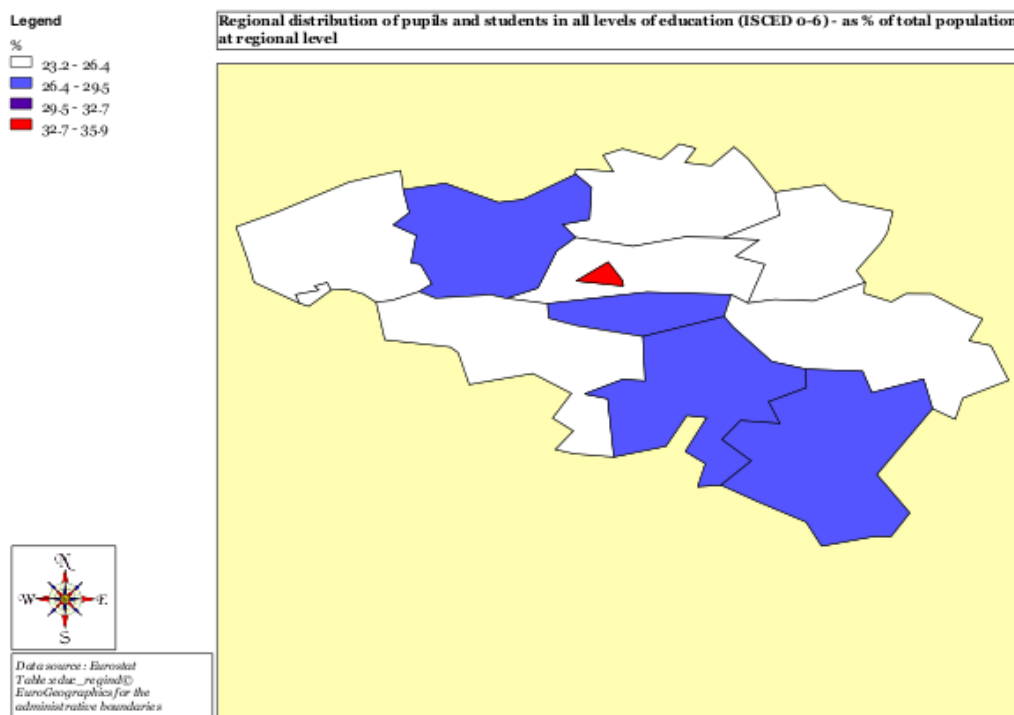 Legend
%
23.2 - 26.4
26.4 - 29.5
29.5 - 32.7
32.7 - 35.9
Regional distribution of pupils and students in all levels of education (ISCED 0-6) - as % of total population
at regional level
N
W E
S
Data source : Eurostat
Table :educ_regind©
EuroGeographics for the
administrative boundaries